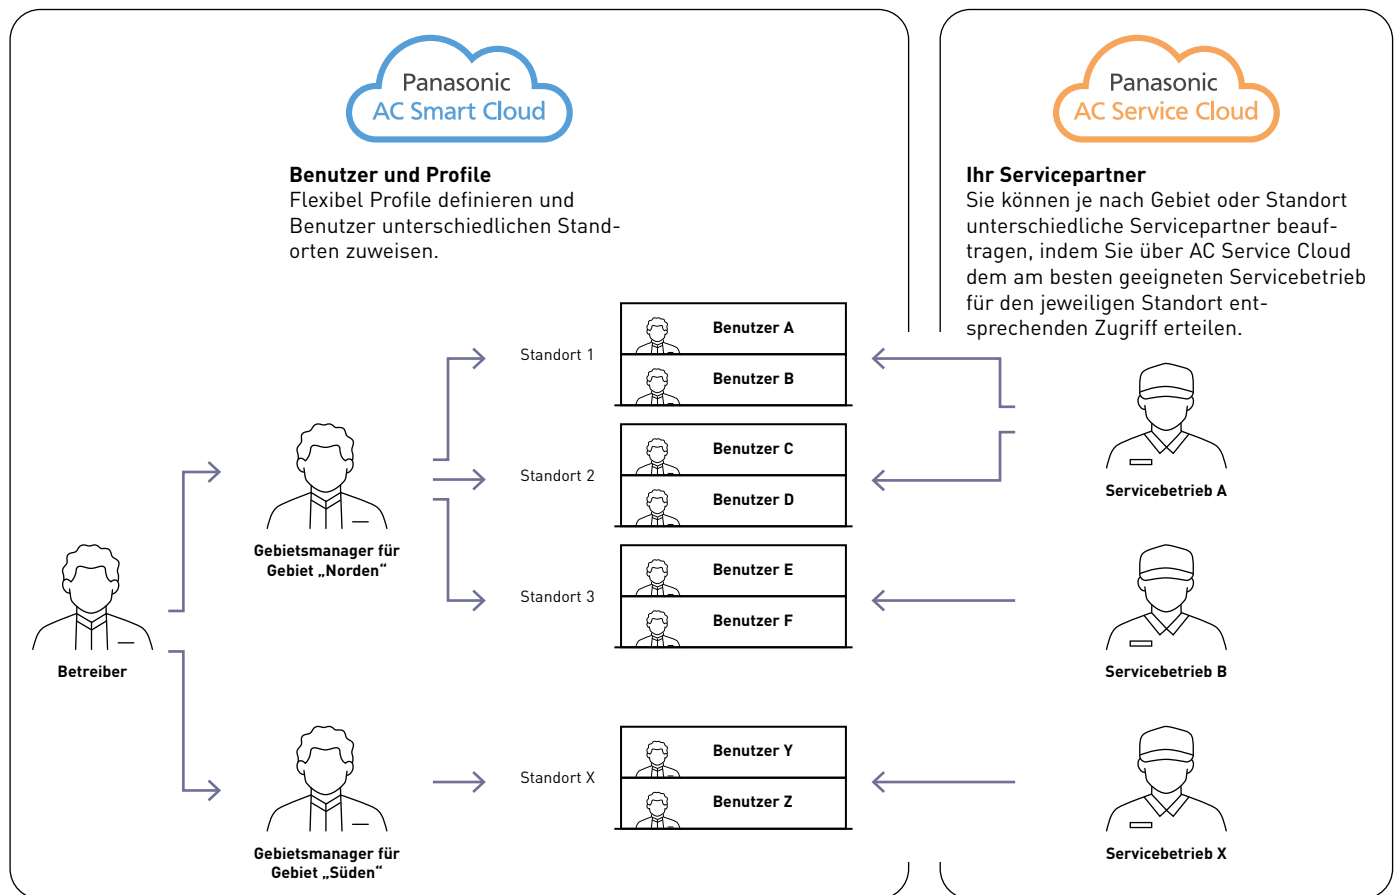 Panasonic
AC Smart Cloud
Benutzer und Profile
Flexibel Profile definieren und
Benutzer unterschiedlichen Stand-
orten zuweisen.
Panasonic
AC Service Cloud
Ihr Servicepartner
Sie können je nach Gebiet oder Standort
unterschiedliche Servicepartner beauf-
tragen, indem Sie über AC Service Cloud
dem am besten geeigneten Servicebetrieb
für den jeweiligen Standort ent-
sprechenden Zugriff erteilen.
Betreiber
Gebietsmanager für
Gebiet „Norden“
Gebietsmanager für
Gebiet „Süden“
Standort 1
Benutzer A
Benutzer B
Standort 2
Benutzer C
Benutzer D
Standort 3
Benutzer E
Benutzer F
Standort X
Benutzer Y
Benutzer Z
Servicebetrieb A
Servicebetrieb B
Servicebetrieb X